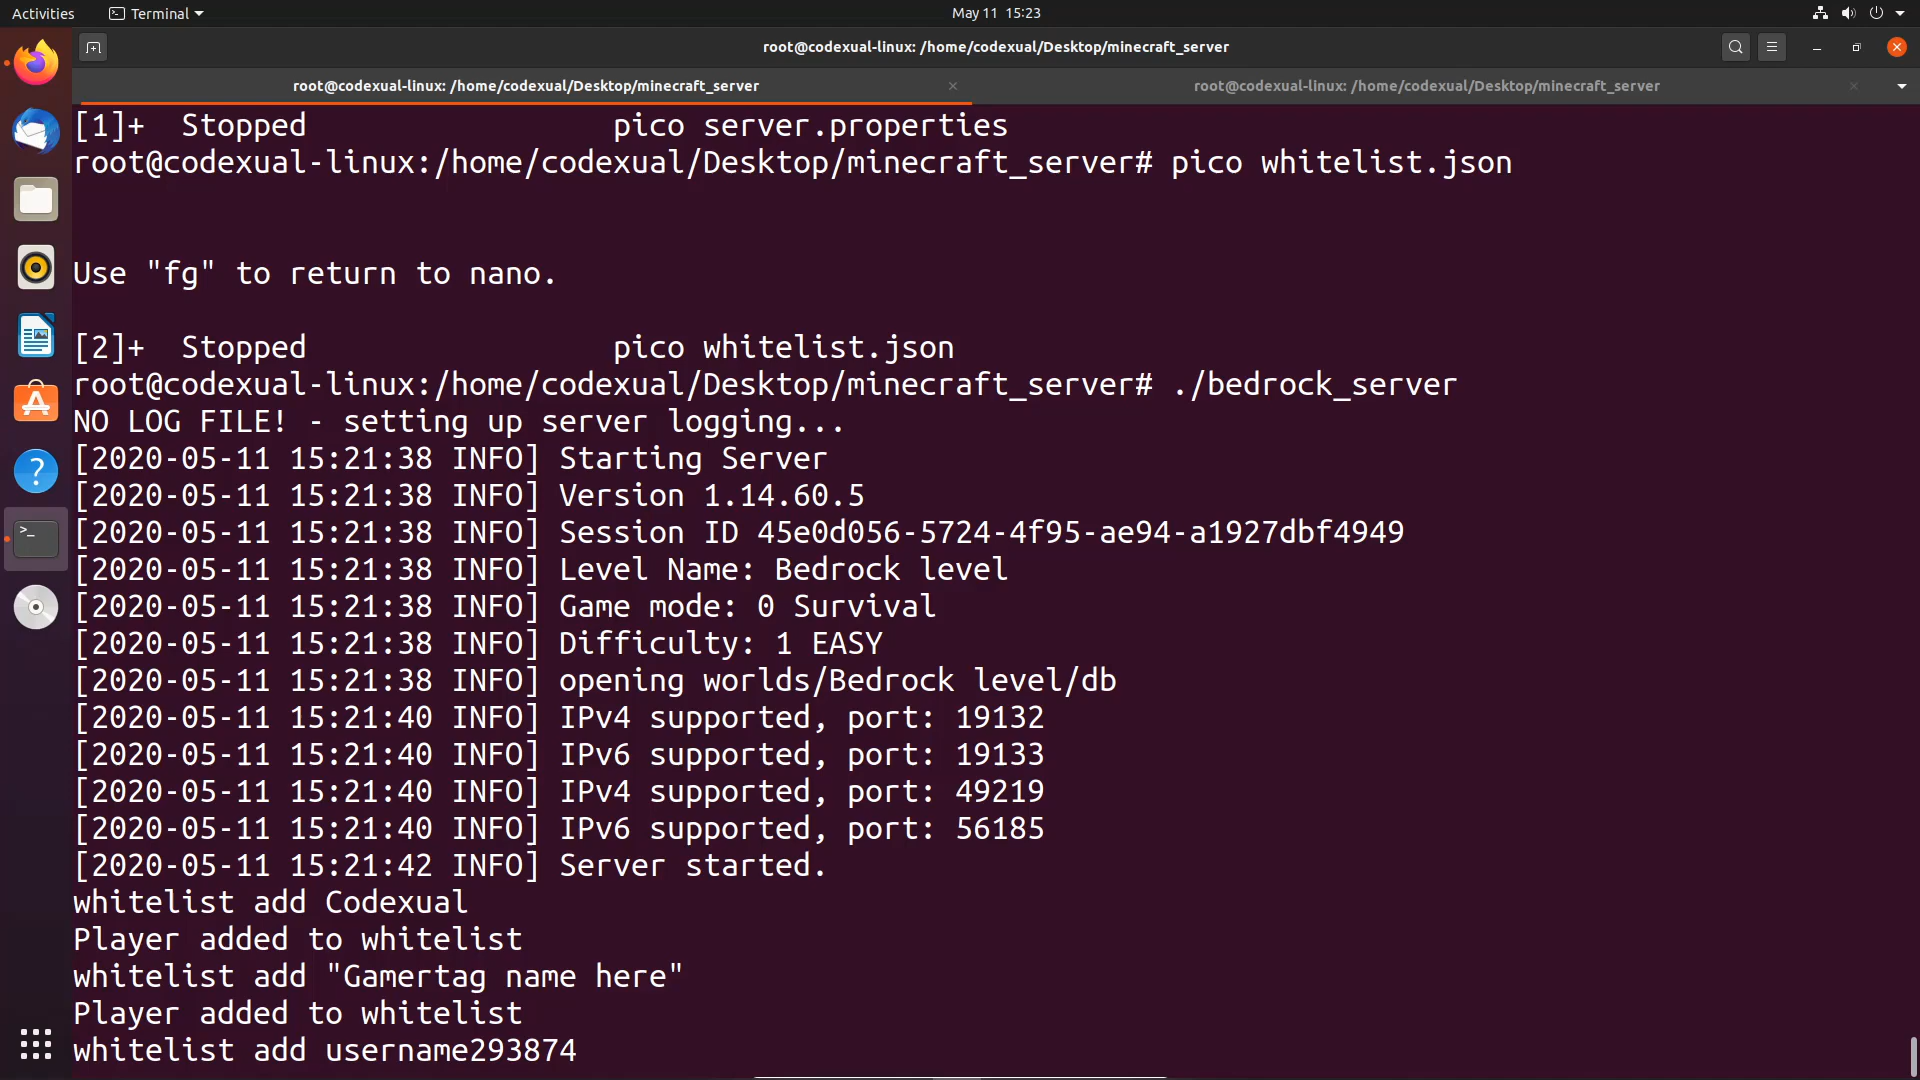 Activities
Terminal
May 11 15:23
root@codexual-linux: /home/codexual/Desktop/minecraft_server
root@codexual-linux: /home/codexual/Desktop/minecraft_server
root@codexual-linux: /home/codexual/Desktop/minecraft_server
[1]+  Stopped                 pico server.properties
root@codexual-linux:/home/codexual/Desktop/minecraft_server# pico whitelist.json
Use "fg" to return to nano.
[2]+  Stopped                 pico whitelist.json
root@codexual-linux:/home/codexual/Desktop/minecraft_server# ./bedrock_server
NO LOG FILE! - setting up server logging...
[2020-05-11 15:21:38 INFO] Starting Server
[2020-05-11 15:21:38 INFO] Version 1.14.60.5
[2020-05-11 15:21:38 INFO] Session ID 45e0d056-5724-4f95-ae94-a1927dbf4949
[2020-05-11 15:21:38 INFO] Level Name: Bedrock level
[2020-05-11 15:21:38 INFO] Game mode: 0 Survival
[2020-05-11 15:21:38 INFO] Difficulty: 1 EASY
[2020-05-11 15:21:38 INFO] opening worlds/Bedrock level/db
[2020-05-11 15:21:40 INFO] IPv4 supported, port: 19132
[2020-05-11 15:21:40 INFO] IPv6 supported, port: 19133
[2020-05-11 15:21:40 INFO] IPv4 supported, port: 49219
[2020-05-11 15:21:40 INFO] IPv6 supported, port: 56185
[2020-05-11 15:21:42 INFO] Server started.
whitelist add Codexual
Player added to whitelist
whitelist add "Gamertag name here"
Player added to whitelist
whitelist add username293874